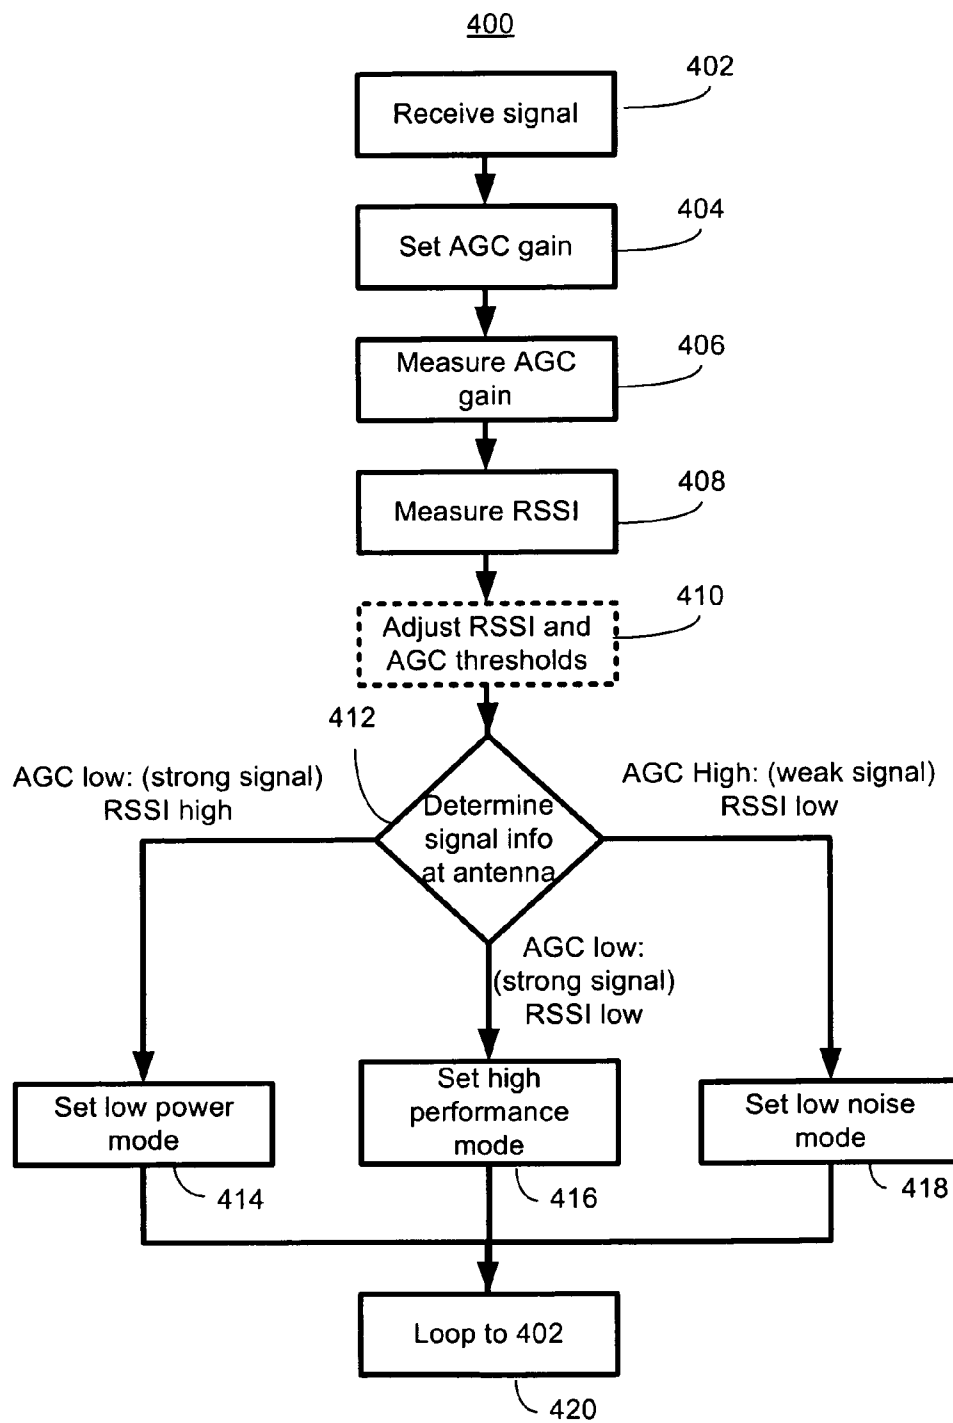 400
402
Receive signal
404
Set AGC gain
406
Measure AGC
gain
408
Measure RSSI
410
Adjust RSSI and
AGC thresholds
412
AGC low: (strong signal)
RSSI high
AGC High: (weak signal)
RSSI low
Determine
signal info
at antenna
AGC low:
(strong signal)
RSSI low
Set low power
mode
414
Set high
performance
mode
416
Set low noise
mode
418
Loop to 402
420